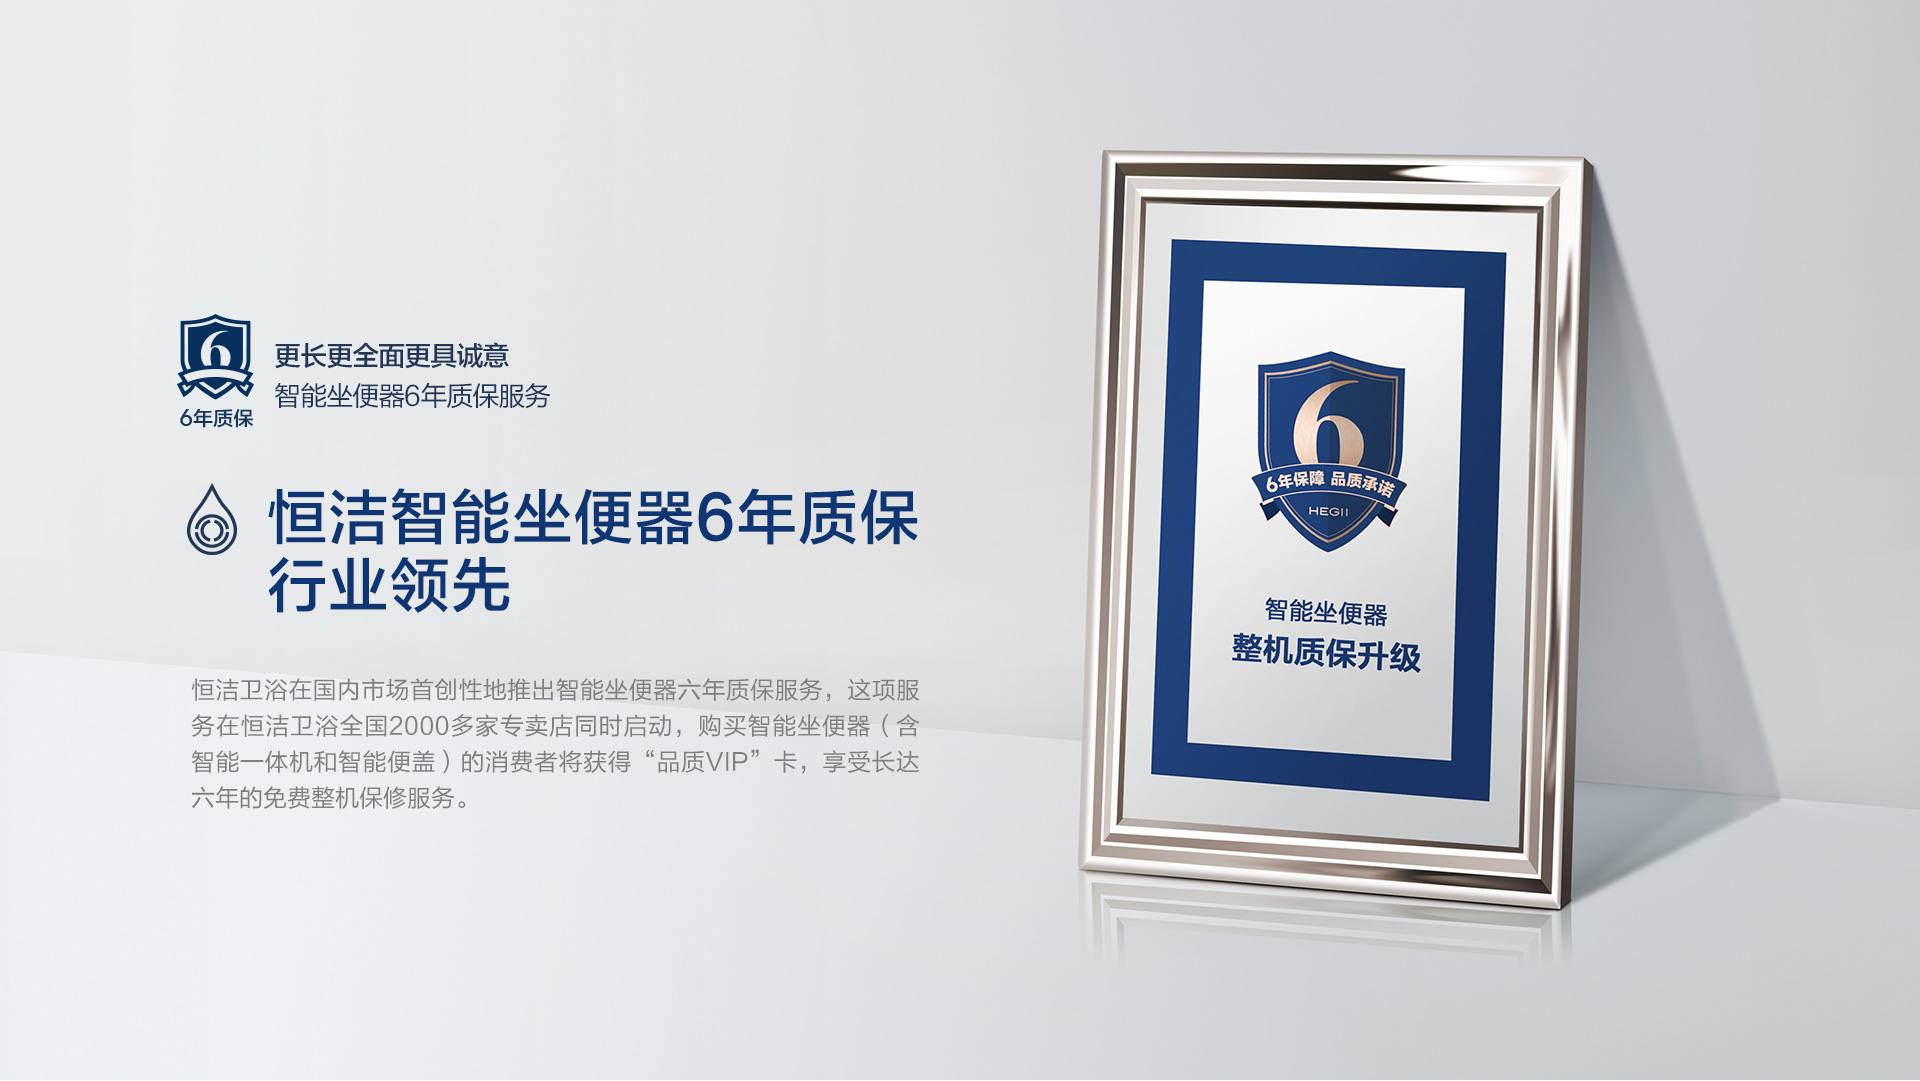 6
6年质保
更长更全面更具诚意
智能坐便器6年质保服务
恒洁智能坐便器6年质保
行业领先
恒洁卫浴在国内市场首创性地推出智能坐便器六年质保服务，这项服
务在恒洁卫浴全国2000多家专卖店同时启动，购买智能坐便器（含
智能一体机和智能便盖）的消费者将获得“品质VIP”卡，享受长达
六年的免费整机保修服务。
6
6年保障 品质承诺
HEGII
智能坐便器
整机质保升级